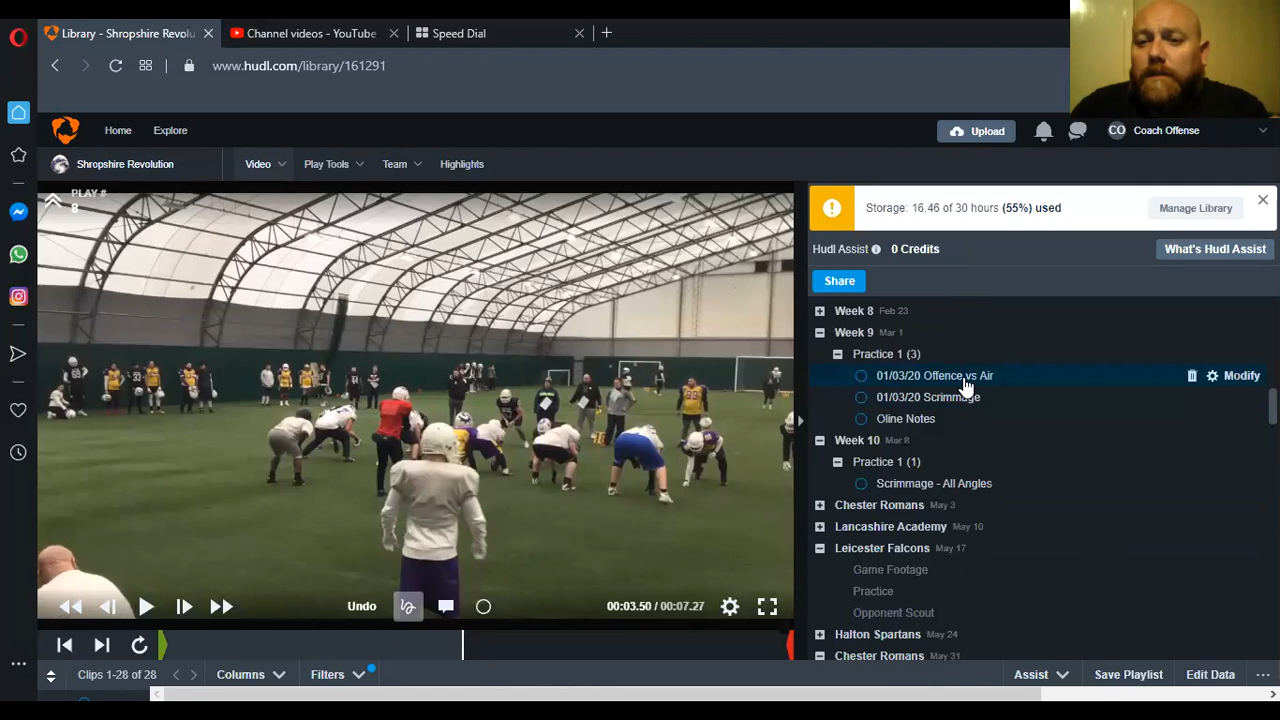 Library - Shropshire Revolu
Channel videos - YouTube
Speed Dial
www.hudl.com/library/161291
Home
Explore
Upload
CO
Coach Offense
Shropshire Revolution
Video
Play Tools
Team
Highlights
PLAY #
8
Storage: 16.46 of 30 hours (55%) used
Manage Library
Hudl Assist
0 Credits
What's Hudl Assist
Share
Week 8 Feb 23
Week 9 Mar 1
Practice 1 (3)
01/03/20 Offence vs Air
Modify
01/03/20 Scrimmage
Oline Notes
Week 10 Mar 8
Practice 1 (1)
Scrimmage - All Angles
Chester Romans May 3
Lancashire Academy May 10
Leicester Falcons May 17
Game Footage
Practice
Opponent Scout
Halton Spartans May 24
Chester Romans May 31
Undo
00:03.50 / 00:07.27
Clips 1-28 of 28
Columns
Filters
Assist
Save Playlist
Edit Data